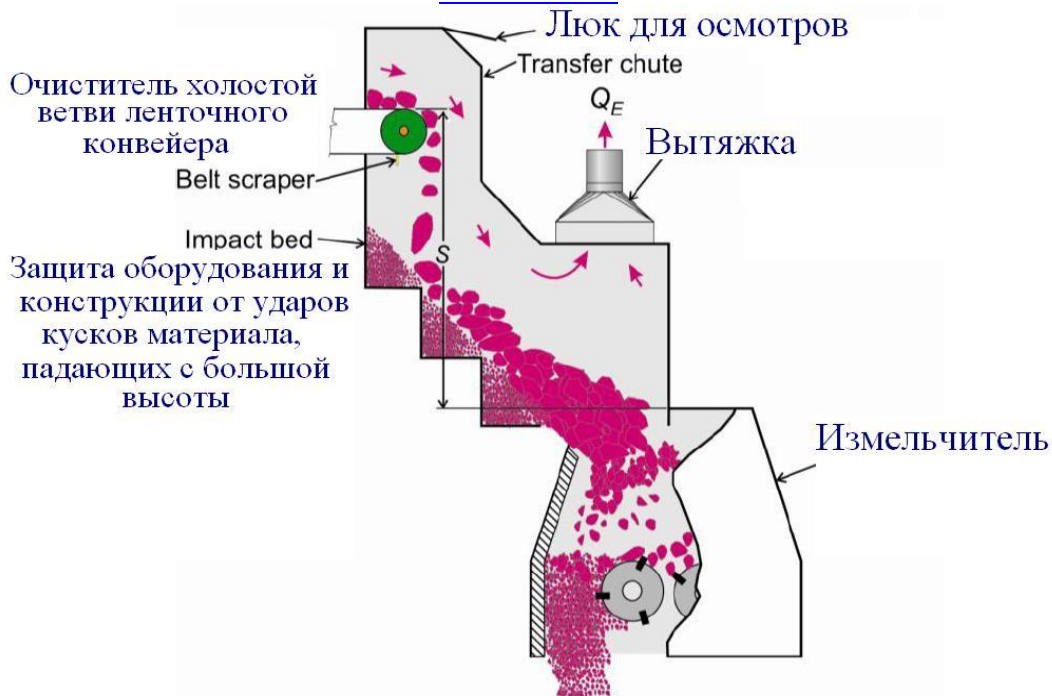 Люк для осмотров
Transfer chute
Очиститель холостой
ветви ленточного
конвейера
Q_E
Вытяжка
Belt scraper
Impact bed
S
Защита оборудования и
конструкции от ударов
кусков материала,
падающих с большой
высоты
Измельчитель